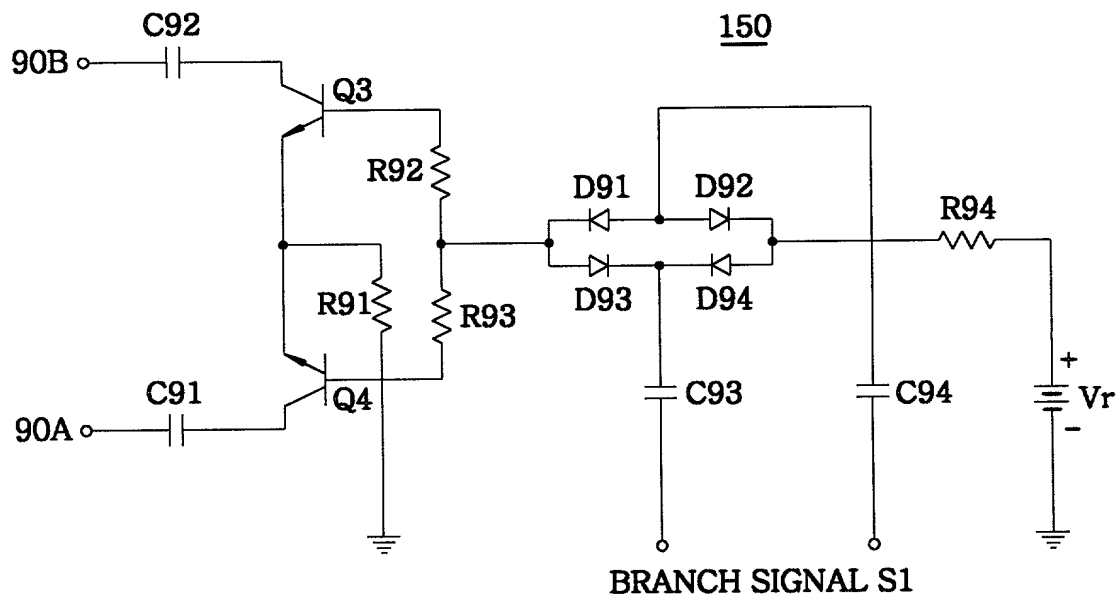 150
C92
90B
Q3
R92
D91
D92
R94
R91
R93
D93
D94
+
C91
Q4
C93
C94
Vr
-
90A
BRANCH SIGNAL S1